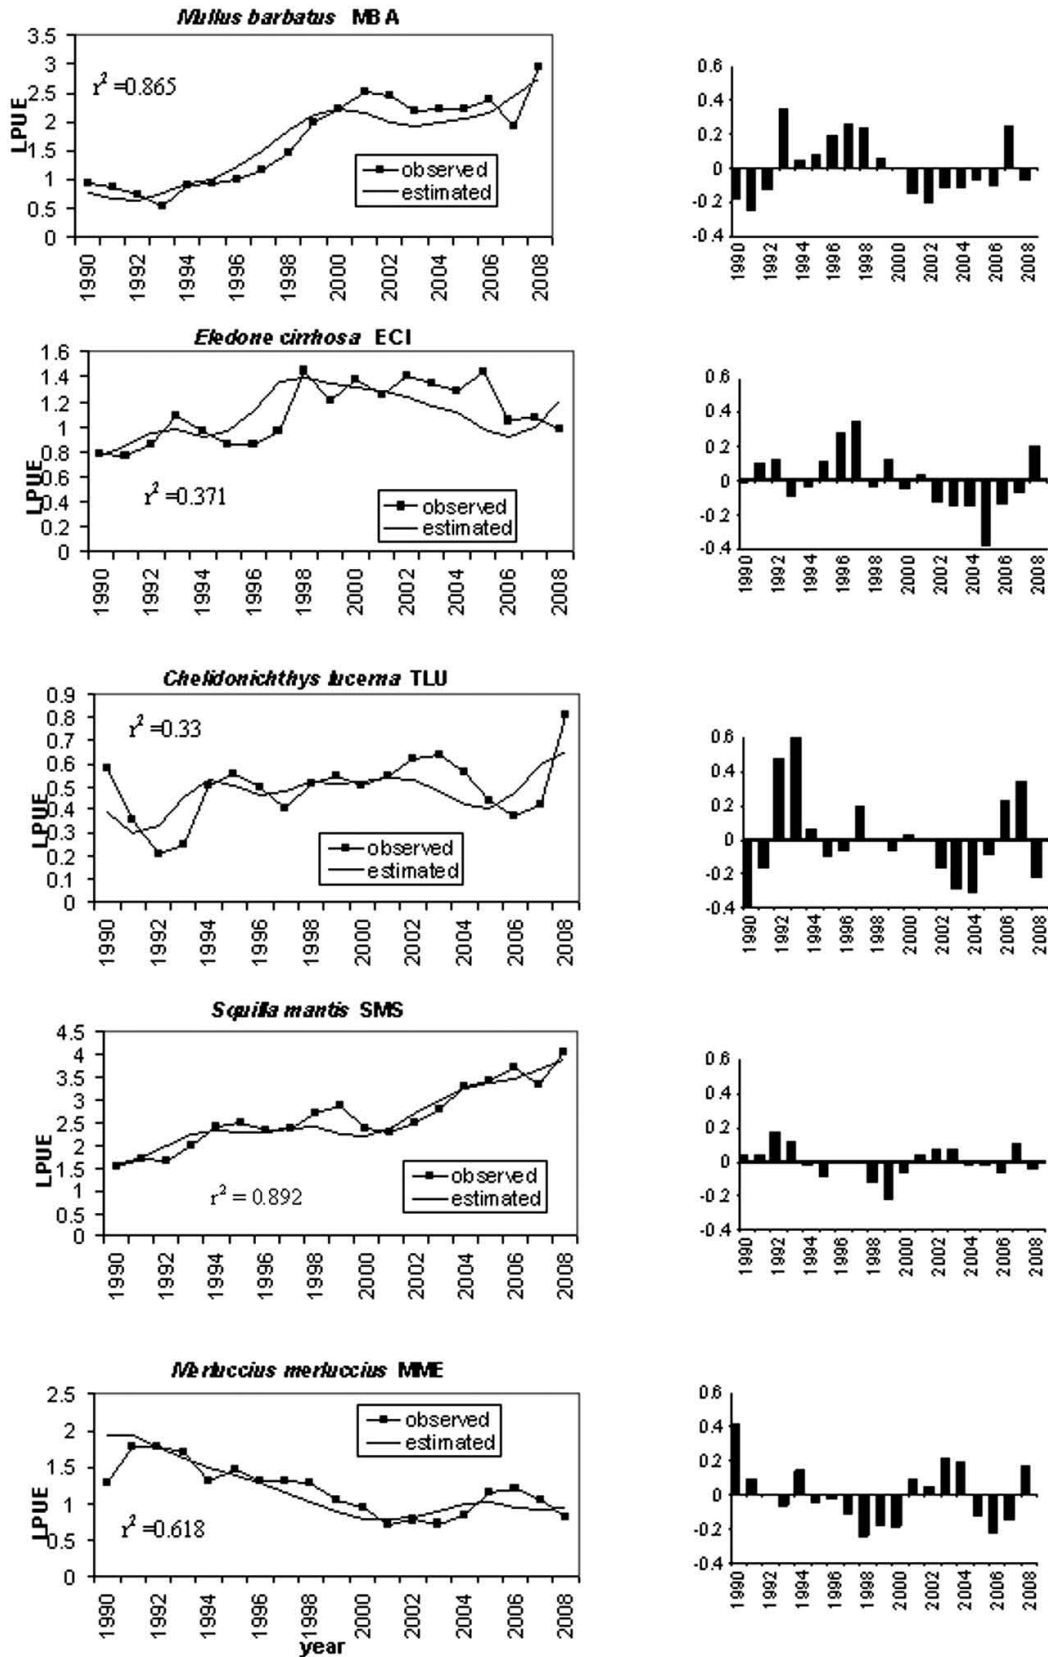 Mullus barbatus MBA
3.5
3
2.5
2
1.5
1
0.5
0
LPUE
r² =0.865
observed
estimated
1990 1992 1994 1996 1998 2000 2002 2004 2006 2008
0.6
0.4
0.2
0
-0.2
-0.4
1990 1992 1994 1996 1998 2000 2002 2004 2006 2008
Eledone cirrhosa ECI
1.6
1.4
1.2
1
0.8
0.6
0.4
0.2
0
LPUE
r² =0.371
observed
estimated
1990 1992 1994 1996 1998 2000 2002 2004 2006 2008
0.6
0.4
0.2
0
-0.2
-0.4
1990 1992 1994 1996 1998 2000 2002 2004 2006 2008
Chelidonichthys lucerna TLU
0.9
0.8
0.7
0.6
0.5
0.4
0.3
0.2
0.1
0
LPUE
r² =0.33
observed
estimated
1990 1992 1994 1996 1998 2000 2002 2004 2006 2008
0.6
0.4
0.2
0
-0.2
-0.4
1990 1992 1994 1996 1998 2000 2002 2004 2006 2008
Squilla mantis SMS
4.5
4
3.5
3
2.5
2
1.5
1
0.5
0
LPUE
r² = 0.892
observed
estimated
1990 1992 1994 1996 1998 2000 2002 2004 2006 2008
0.6
0.4
0.2
0
-0.2
-0.4
1990 1992 1994 1996 1998 2000 2002 2004 2006 2008
Merluccius merluccius MME
2.5
2
1.5
1
0.5
0
LPUE
r² =0.618
observed
estimated
1990 1992 1994 1996 1998 2000 2002 2004 2006 2008
year
0.6
0.4
0.2
0
-0.2
-0.4
1990 1992 1994 1996 1998 2000 2002 2004 2006 2008